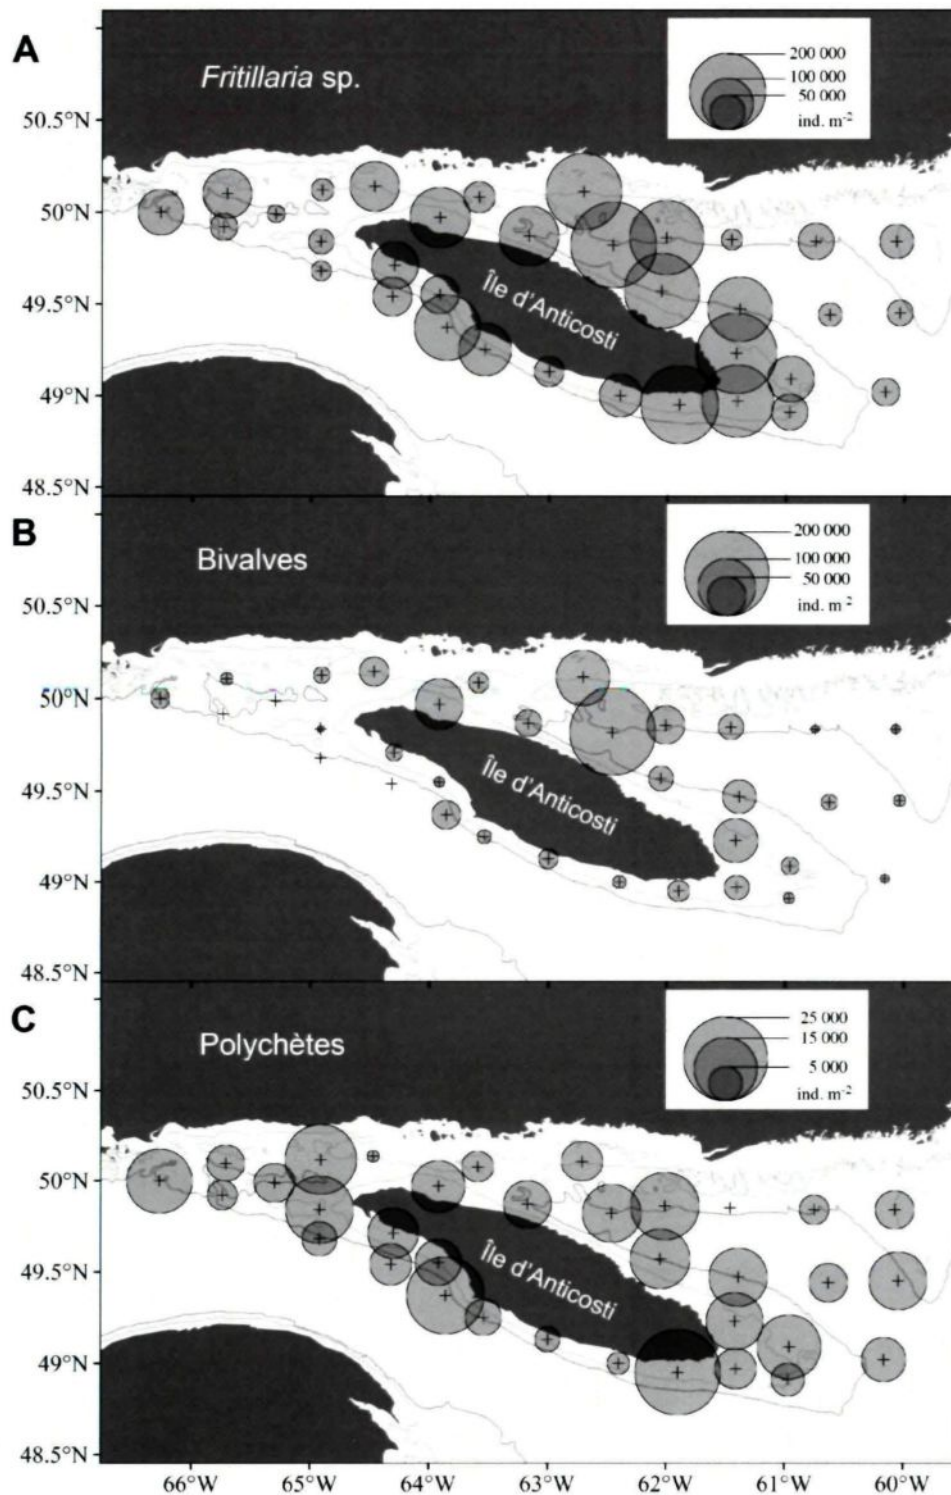 A
Fritillaria sp.
200 000
100 000
50 000
ind. m-2
50.5°N
50°N
49.5°N
49°N
48.5°N
Île d'Anticosti
B
Bivalves
200 000
100 000
50 000
ind. m-2
50.5°N
50°N
49.5°N
49°N
48.5°N
Île d'Anticosti
C
Polychètes
25 000
15 000
5 000
ind. m-2
50.5°N
50°N
49.5°N
49°N
48.5°N
Île d'Anticosti
66°W 65°W 64°W 63°W 62°W 61°W 60°W